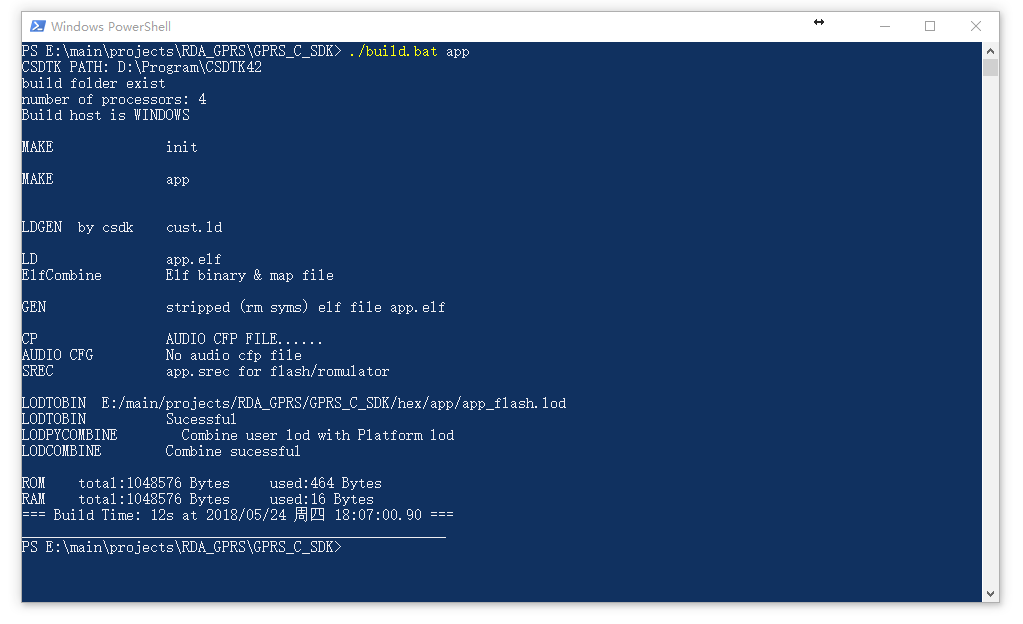 Windows PowerShell
PS E:\main\projects\RDA_GPRS\GPRS_C_SDK> ./build.bat app
CSDTK PATH: D:\Program\CSDTK42
build folder exist
number of processors: 4
Build host is WINDOWS
MAKE init
MAKE app
LDGEN by csdk cust.ld
LD app.elf
ElfCombine Elf binary & map file
GEN stripped (rm syms) elf file app.elf
CP AUDIO CFP FILE......
AUDIO CFG No audio cfp file
SREC app.srec for flash/romulator
LODTOBIN E:/main/projects/RDA_GPRS/GPRS_C_SDK/hex/app/app_flash.lod
LODTOBIN Sucessful
LODPYCOMBINE Combine user lod with Platform lod
LODCOMBINE Combine sucessful
ROM total:1048576 Bytes used:464 Bytes
RAM total:1048576 Bytes used:16 Bytes
=== Build Time: 12s at 2018/05/24 周四 18:07:00.90 ===
_____________________________________________________
PS E:\main\projects\RDA_GPRS\GPRS_C_SDK>